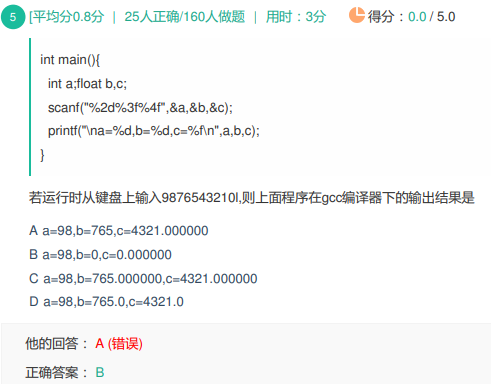 5 [平均分0.8分 | 25人正确/160人做题 | 用时：3分 得分：0.0 / 5.0
int main(){
int a;float b,c;
scanf("%2d%3f%4f",&a,&b,&c);
printf("\na=%d,b=%d,c=%f\n",a,b,c);
}
若运行时从键盘上输入9876543210l,则上面程序在gcc编译器下的输出结果是
A a=98,b=765,c=4321.000000
B a=98,b=0,c=0.000000
C a=98,b=765.000000,c=4321.000000
D a=98,b=765.0,c=4321.0
他的回答： A (错误)
正确答案： B